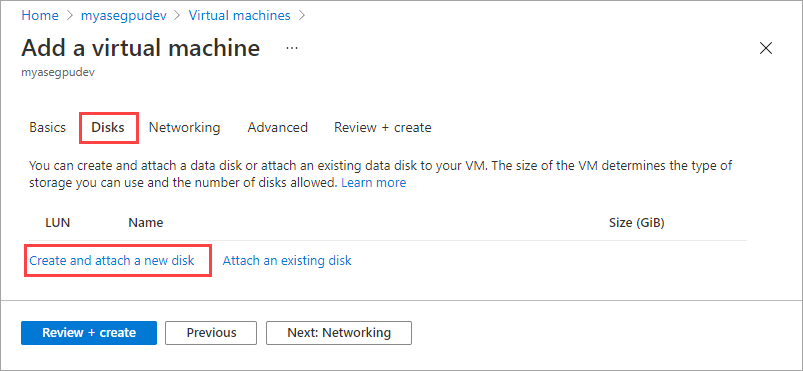 Home > myasegpudev > Virtual machines >
Add a virtual machine ...
myasegpudev
Basics Disks Networking Advanced Review + create
You can create and attach a data disk or attach an existing data disk to your VM. The size of the VM determines the type of
storage you can use and the number of disks allowed. Learn more
LUN Name Size (GiB)
Create and attach a new disk Attach an existing disk
Review + create Previous Next: Networking